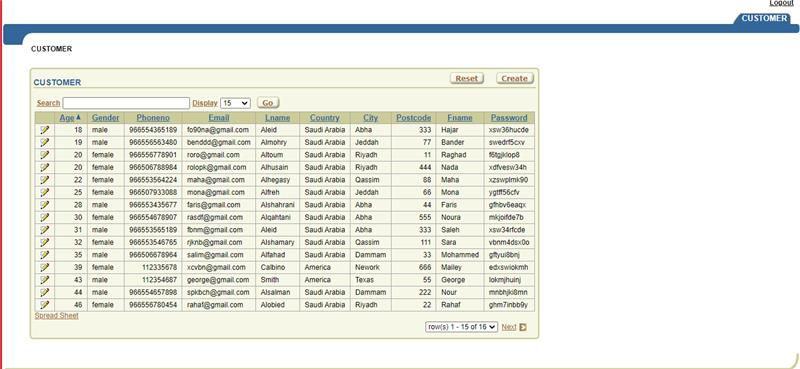 Logout
CUSTOMER
CUSTOMER
CUSTOMER Reset Create
Search Display 15 Go
Age Gender Phoneno Email Lname Country City Postcode Fname Password
18 male 966554365189 fo90na@gmail.com Aleid Saudi Arabia Abha 333 Hajar xsw36hucde
19 male 966556563480 benddd@gmail.com Almohry Saudi Arabia Jeddah 77 Bander swedrf5cxv
20 female 966556778901 roro@gmail.com Altoum Saudi Arabia Riyadh 11 Raghad f6tgjklop8
20 female 966506788984 rolopk@gmail.com Alhusain Saudi Arabia Riyadh 444 Nada xdfvesw34h
22 female 966553564224 maha@gmail.com Alhegasy Saudi Arabia Qassim 88 Maha xzswplmk90
25 female 966507933088 mona@gmail.com Alfreh Saudi Arabia Jeddah 66 Mona ygtff56cfv
28 male 966553435677 faris@gmail.com Alshahrani Saudi Arabia Abha 44 Faris gfhbv6eaqx
30 female 966554678907 rasdf@gmail.com Alqahtani Saudi Arabia Abha 555 Noura mkjoifde7b
31 male 966553565189 fbnm@gmail.com Aleid Saudi Arabia Abha 333 Saleh xsw34rfcde
32 female 966553546765 rjknb@gmail.com Alshamary Saudi Arabia Qassim 111 Sara vbnm4dsx0o
35 male 966506678964 salim@gmail.com Alfahad Saudi Arabia Dammam 33 Mohammed gftyui8bnj
39 female 112335678 xcvbn@gmail.com Calbino America Nework 666 Mailey edxswiokmh
43 male 112354687 george@gmail.com Smith America Texas 55 George lokmjhuinj
44 male 966554657898 spkbch@gmail.com Alsalman Saudi Arabia Dammam 222 Nour mnbhjki8mn
46 female 966556780454 rahaf@gmail.com Alobied Saudi Arabia Riyadh 22 Rahaf ghm7inbb9y
Spread Sheet
row(s) 1 - 15 of 16 Next